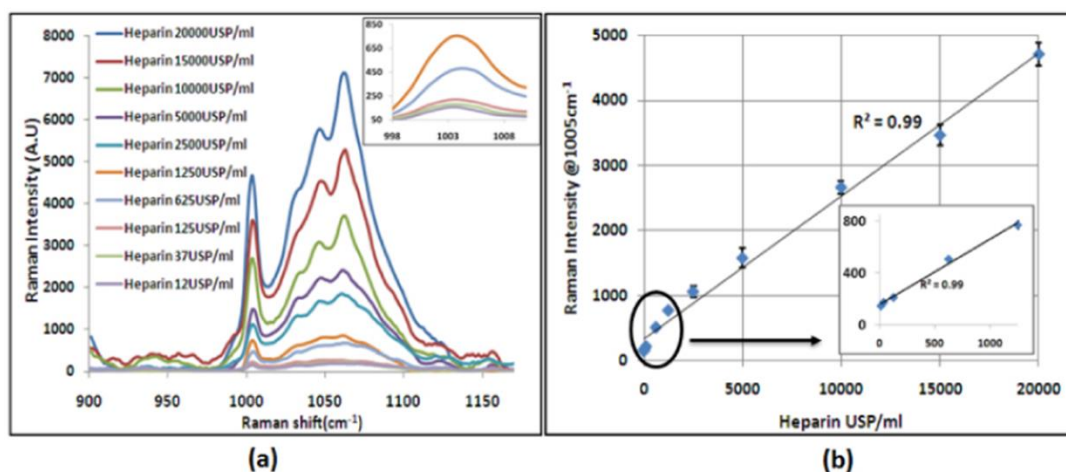 8000
7000
6000
5000
4000
3000
2000
1000
0
Raman Intensity (A.U)
Heparin 20000USP/ml
Heparin 15000USP/ml
Heparin 10000USP/ml
Heparin 5000USP/ml
Heparin 2500USP/ml
Heparin 1250USP/ml
Heparin 625USP/ml
Heparin 125USP/ml
Heparin 37USP/ml
Heparin 12USP/ml
850
650
450
250
50
998 1003 1008
900 950 1000 1050 1100 1150
Raman shift(cm-1)
(a)
5000
4000
3000
2000
1000
0
Raman Intensity @1005cm-1
R² = 0.99
800
400
0
R² = 0.99
0 500 1000
0 5000 10000 15000 20000
Heparin USP/ml
(b)